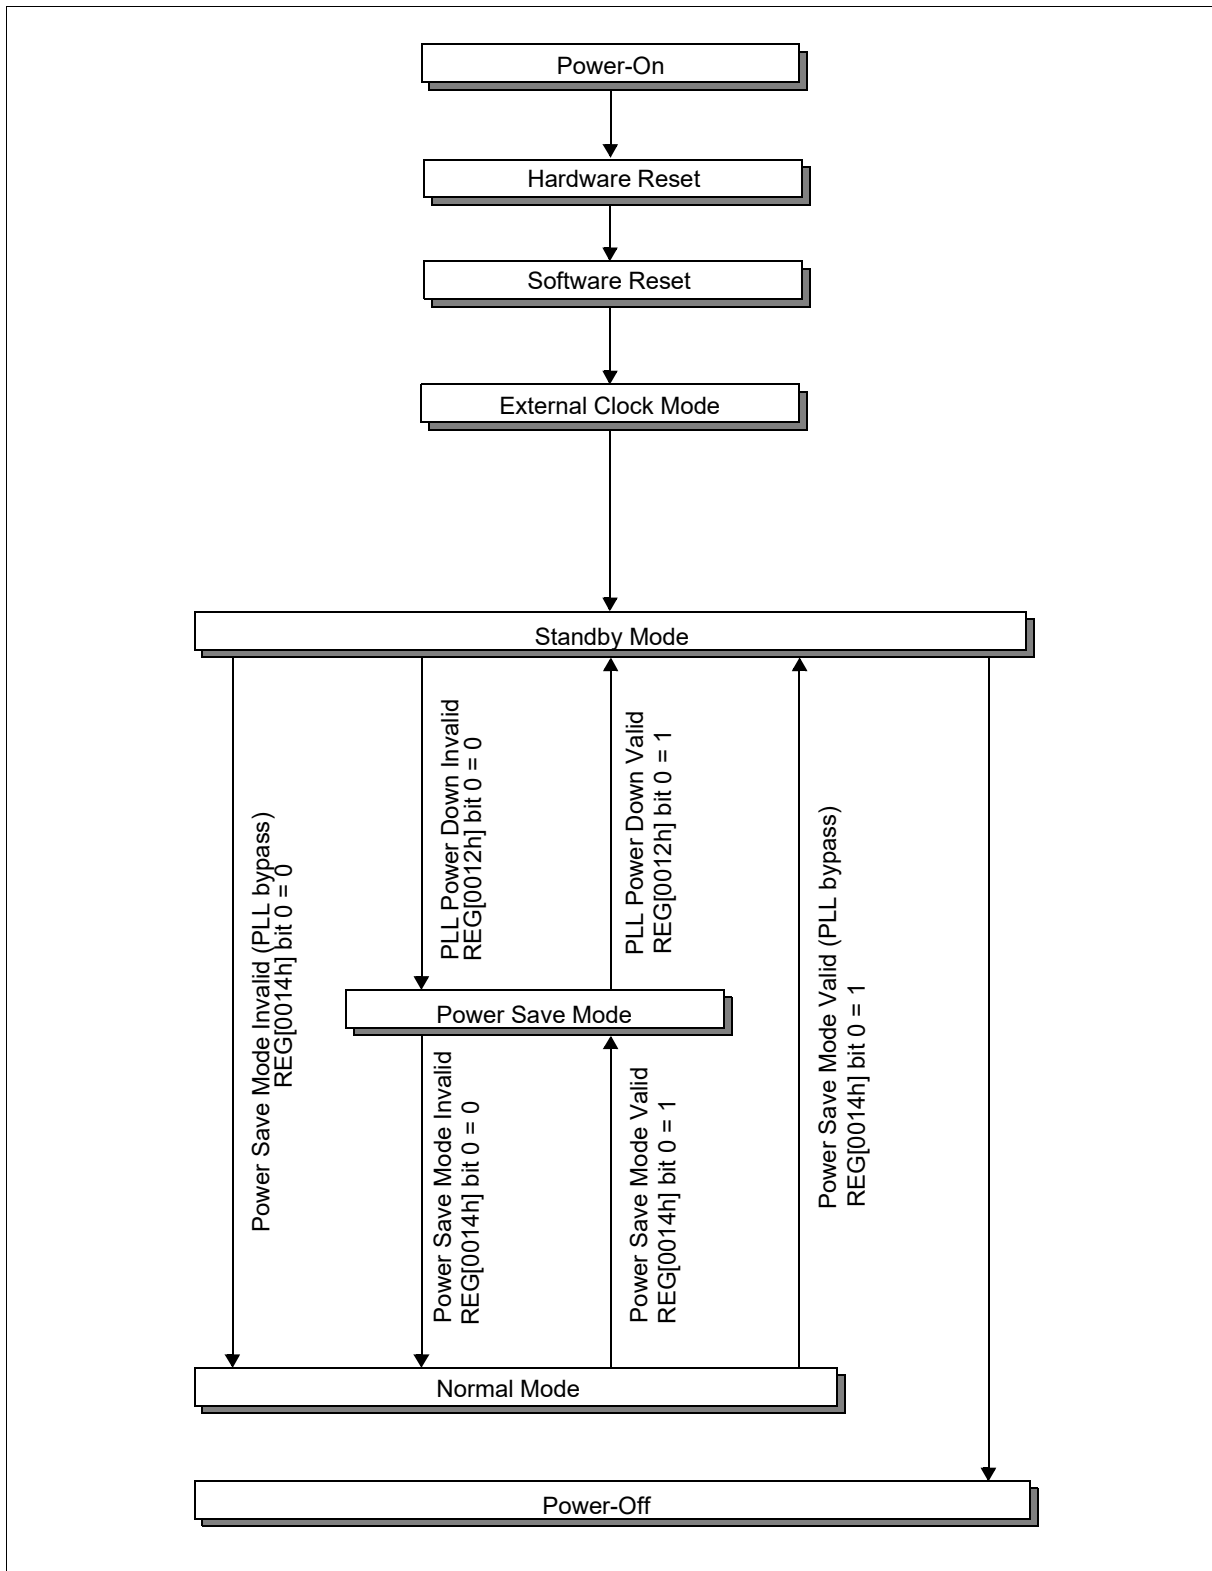 Power-On
Hardware Reset
Software Reset
External Clock Mode
Standby Mode
Power Save Mode Invalid (PLL bypass)
REG[0014h] bit 0 = 0
PLL Power Down Invalid
REG[0012h] bit 0 = 0
PLL Power Down Valid
REG[0012h] bit 0 = 1
Power Save Mode Valid (PLL bypass)
REG[0014h] bit 0 = 1
Power Save Mode
Power Save Mode Invalid
REG[0014h] bit 0 = 0
Power Save Mode Valid
REG[0014h] bit 0 = 1
Normal Mode
Power-Off